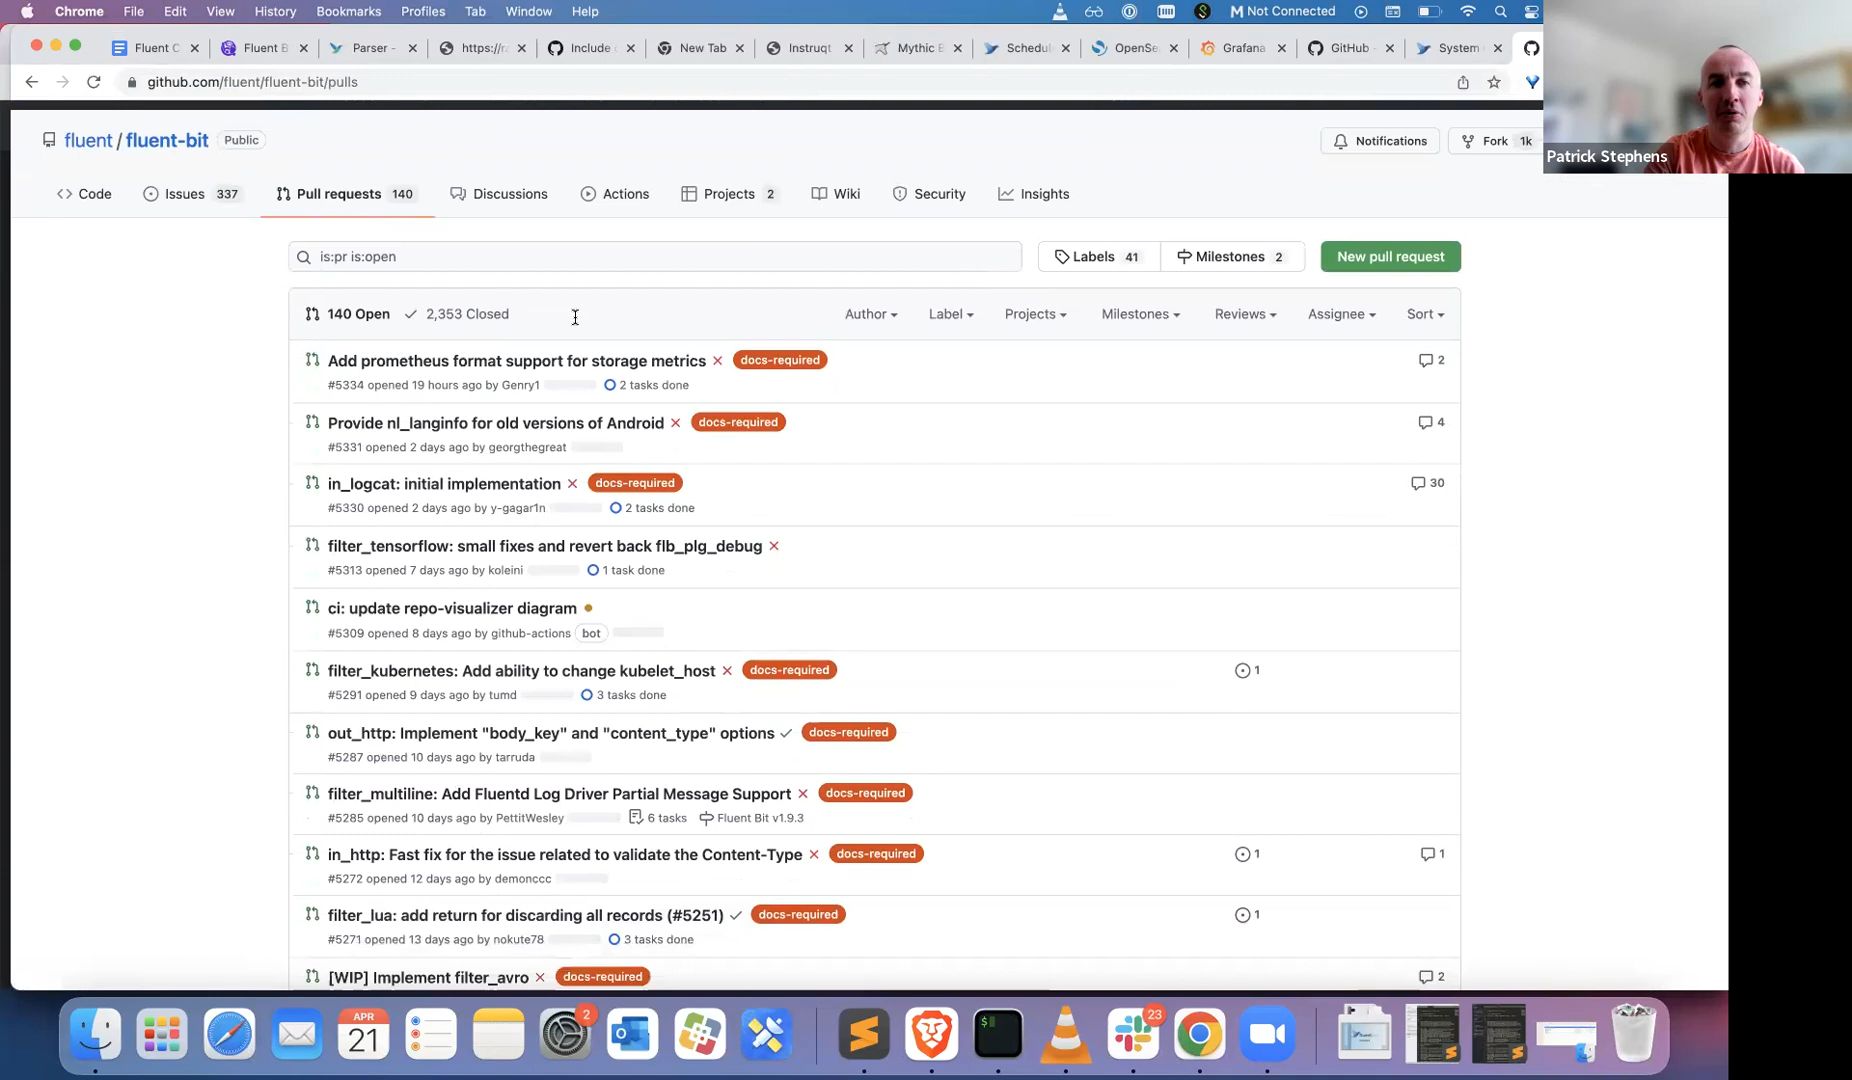 Chrome File Edit View History Bookmarks Profiles Tab Window Help M Not Connected
Fluent C Fluent B Parser - https://ra Include New Tab Instruqt Mythic B Schedul OpenSe Grafana GitHub - System
github.com/fluent/fluent-bit/pulls
Patrick Stephens
fluent / fluent-bit Public Notifications Fork 1k
Code Issues 337 Pull requests 140 Discussions Actions Projects 2 Wiki Security Insights
is:pr is:open Labels 41 Milestones 2 New pull request
140 Open 2,353 Closed Author Label Projects Milestones Reviews Assignee Sort
Add prometheus format support for storage metrics docs-required 2
#5334 opened 19 hours ago by Genry1 2 tasks done
Provide nl_langinfo for old versions of Android docs-required 4
#5331 opened 2 days ago by georgthegreat
in_logcat: initial implementation docs-required 30
#5330 opened 2 days ago by y-gagar1n 2 tasks done
filter_tensorflow: small fixes and revert back flb_plg_debug
#5313 opened 7 days ago by koleini 1 task done
ci: update repo-visualizer diagram
#5309 opened 8 days ago by github-actions bot
filter_kubernetes: Add ability to change kubelet_host docs-required 1
#5291 opened 9 days ago by tumd 3 tasks done
out_http: Implement "body_key" and "content_type" options docs-required
#5287 opened 10 days ago by tarruda
filter_multiline: Add Fluentd Log Driver Partial Message Support docs-required
#5285 opened 10 days ago by PettitWesley 6 tasks Fluent Bit v1.9.3
in_http: Fast fix for the issue related to validate the Content-Type docs-required 1 1
#5272 opened 12 days ago by demonccc
filter_lua: add return for discarding all records (#5251) docs-required 1
#5271 opened 13 days ago by nokute78 3 tasks done
[WIP] Implement filter_avro docs-required 2
APR 21 2 $ 23